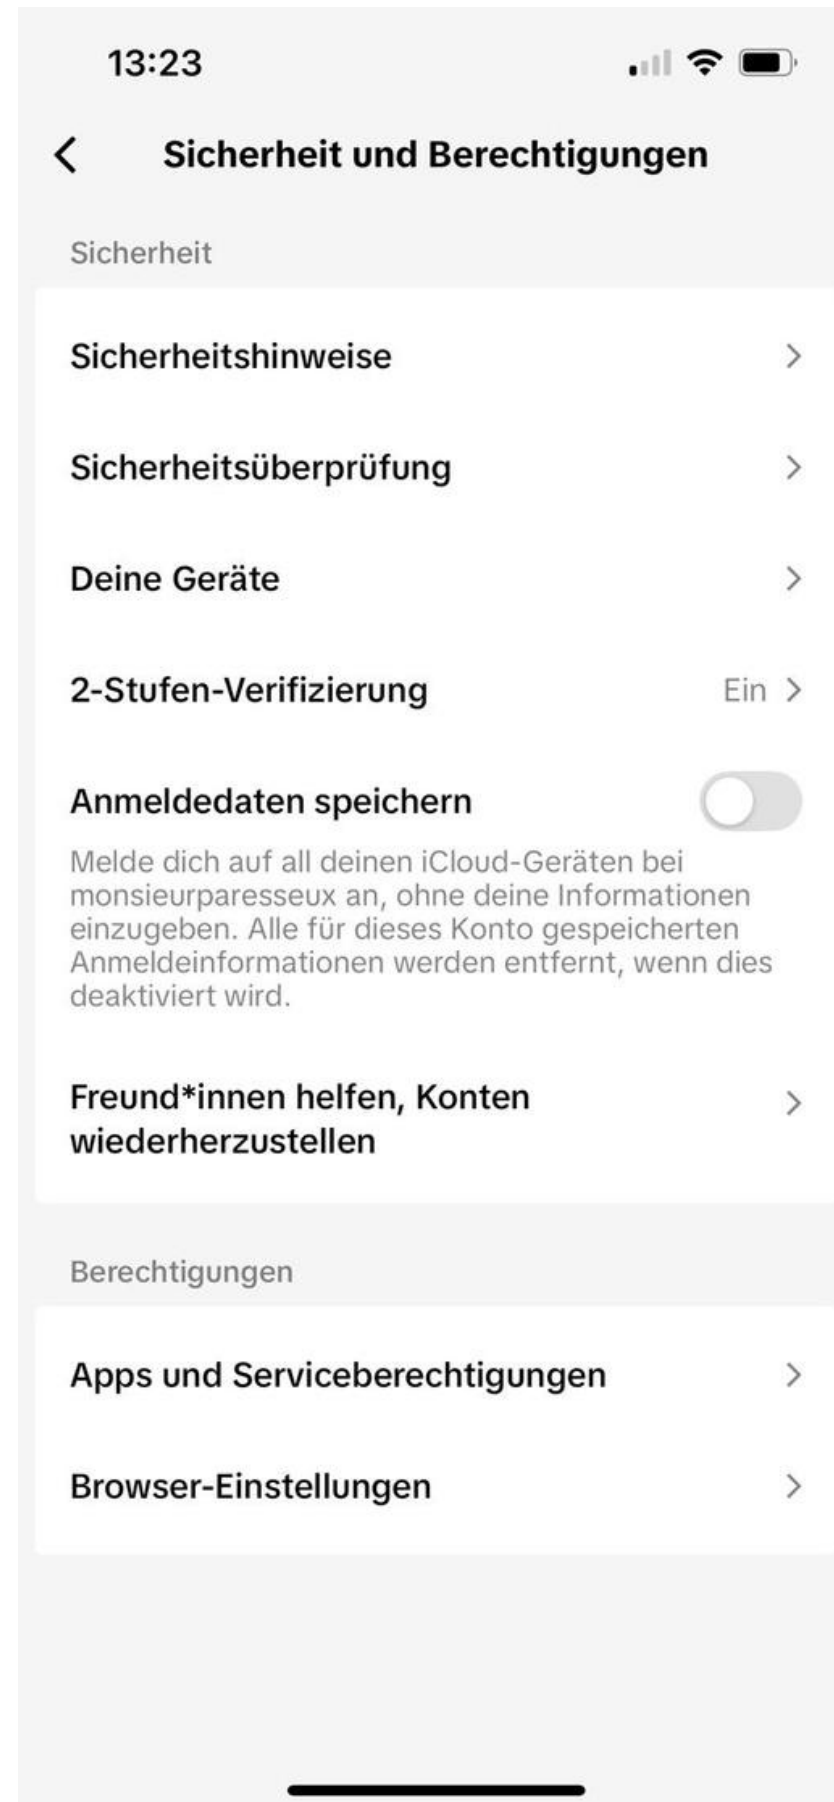 13:23
Sicherheit und Berechtigungen
Sicherheit
Sicherheitshinweise
Sicherheitsüberprüfung
Deine Geräte
2-Stufen-Verifizierung Ein
Anmeldedaten speichern
Melde dich auf all deinen iCloud-Geräten bei
monsieurparesseux an, ohne deine Informationen
einzugeben. Alle für dieses Konto gespeicherten
Anmeldeinformationen werden entfernt, wenn dies
deaktiviert wird.
Freund*innen helfen, Konten
wiederherzustellen
Berechtigungen
Apps und Serviceberechtigungen
Browser-Einstellungen